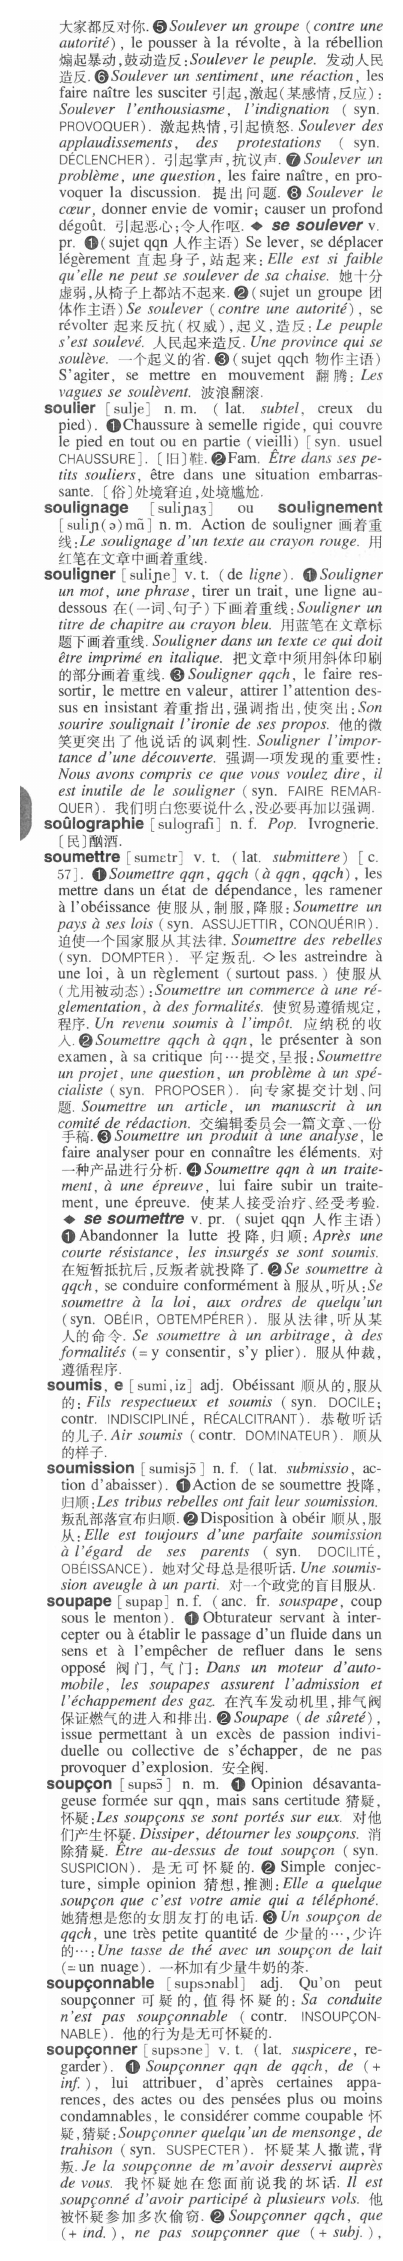 大家都反对你. ❺ Soulever un groupe (contre une
autorité), le pousser à la révolte, à la rébellion
煽起暴动,鼓动造反: Soulever le peuple. 发动人民
造反. ❻ Soulever un sentiment, une réaction, les
faire naître les susciter 引起,激起(某感情,反应):
Soulever l'enthousiasme, l'indignation ( syn.
PROVOQUER). 激起热情,引起愤怒. Soulever des
applaudissements, des protestations ( syn.
DÉCLENCHER). 引起掌声,抗议声. ❼ Soulever un
problème, une question, les faire naître, en pro-
voquer la discussion. 提出问题. ❽ Soulever le
cœur, donner envie de vomir; causer un profond
dégoût. 引起恶心;令人作呕. ◆ se soulever v.
pr. ❶(sujet qqn 人作主语) Se lever, se déplacer
légèrement 直起身子,站起来: Elle est si faible
qu'elle ne peut se soulever de sa chaise. 她十分
虚弱,从椅子上都站不起来. ❷(sujet un groupe 团
体作主语) Se soulever (contre une autorité), se
révolter 起来反抗(权威),起义,造反: Le peuple
s'est soulevé. 人民起来造反. Une province qui se
soulève. 一个起义的省. ❸(sujet qqch 物作主语)
S'agiter, se mettre en mouvement 翻腾: Les
vagues se soulèvent. 波浪翻滚.
soulier [sulje] n. m. ( lat. subtel, creux du
pied). ❶Chaussure à semelle rigide, qui couvre
le pied en tout ou en partie (vieilli) [syn. usuel
CHAUSSURE]. [旧]鞋. ❷Fam. Être dans ses pe-
tits souliers, être dans une situation embarras-
sante. [俗]处境窘迫,处境尴尬.
soulignage [suliɲaʒ] ou soulignement
[suliɲ(ə)mɑ̃] n. m. Action de souligner 画着重
线: Le soulignage d'un texte au crayon rouge. 用
红笔在文章中画着重线.
souligner [suliɲe] v. t. (de ligne). ❶ Souligner
un mot, une phrase, tirer un trait, une ligne au-
dessous 在(一词、句子)下画着重线: Souligner un
titre de chapitre au crayon bleu. 用蓝笔在文章标
题下画着重线. Souligner dans un texte ce qui doit
être imprimé en italique. 把文章中须用斜体印刷
的部分画着重线. ❸ Souligner qqch, le faire res-
sortir, le mettre en valeur, attirer l'attention des-
sus en insistant 着重指出,强调指出,使突出: Son
sourire soulignait l'ironie de ses propos. 他的微
笑更突出了他说话的讽刺性. Souligner l'impor-
tance d'une découverte. 强调一项发现的重要性:
Nous avons compris ce que vous voulez dire, il
est inutile de le souligner (syn. FAIRE REMAR-
QUER). 我们明白您要说什么,没必要再加以强调.
soûlographie [sulografi] n. f. Pop. Ivrognerie.
[民]酗酒.
soumettre [sumɛtr] v. t. (lat. submittere) [c.
57]. ❶Soumettre qqn, qqch (à qqn, qqch), les
mettre dans un état de dépendance, les ramener
à l'obéissance 使服从,制服,降服: Soumettre un
pays à ses lois (syn. ASSUJETTIR, CONQUÉRIR).
迫使一个国家服从其法律. Soumettre des rebelles
(syn. DOMPTER). 平定叛乱. ◇les astreindre à
une loi, à un règlement (surtout pass.) 使服从
(尤用被动态): Soumettre un commerce à une ré-
glementation, à des formalités. 使贸易遵循规定,
程序. Un revenu soumis à l'impôt. 应纳税的收
入. ❷Soumettre qqch à qqn, le présenter à son
examen, à sa critique 向…提交,呈报: Soumettre
un projet, une question, un problème à un spé-
cialiste (syn. PROPOSER). 向专家提交计划、问
题. Soumettre un article, un manuscrit à un
comité de rédaction. 交编辑委员会一篇文章、一份
手稿. ❸Soumettre un produit à une analyse, le
faire analyser pour en connaître les éléments. 对
一种产品进行分析. ❹ Soumettre qqn à un traite-
ment, à une épreuve, lui faire subir un traite-
ment, une épreuve. 使某人接受治疗、经受考验.
◆ se soumettre v. pr. (sujet qqn 人作主语)
❶Abandonner la lutte 投降,归顺: Après une
courte résistance, les insurgés se sont soumis.
在短暂抵抗后,反叛者就投降了. ❷Se soumettre à
qqch, se conduire conformément à 服从,听从: Se
soumettre à la loi, aux ordres de quelqu'un
(syn. OBÉIR, OBTEMPÉRER). 服从法律,听从某
人的命令. Se soumettre à un arbitrage, à des
formalités (= y consentir, s'y plier). 服从仲裁,
遵循程序.
soumis, e [sumi,iz] adj. Obéissant 顺从的,服从
的: Fils respectueux et soumis (syn. DOCILE;
contr. INDISCIPLINÉ, RÉCALCITRANT). 恭敬听话
的儿子. Air soumis (contr. DOMINATEUR). 顺从
的样子.
soumission [sumisjɔ̃] n. f. (lat. submissio, ac-
tion d'abaisser). ❶Action de se soumettre 投降,
归顺: Les tribus rebelles ont fait leur soumission.
叛乱部落宣布归顺. ❷Disposition à obéir 顺从,服
从: Elle est toujours d'une parfaite soumission
à l'égard de ses parents ( syn. DOCILITÉ,
OBÉISSANCE). 她对父母总是很听话. Une soumis-
sion aveugle à un parti. 对一个政党的盲目服从.
soupape [supap] n. f. (anc. fr. souspape, coup
sous le menton). ❶ Obturateur servant à inter-
cepter ou à établir le passage d'un fluide dans un
sens et à l'empêcher de refluer dans le sens
opposé 阀门,气门: Dans un moteur d'auto-
mobile, les soupapes assurent l'admission et
l'échappement des gaz. 在汽车发动机里,排气阀
保证燃气的进入和排出. ❷Soupape (de sûreté),
issue permettant à un excès de passion indivi-
duelle ou collective de s'échapper, de ne pas
provoquer d'explosion. 安全阀.
soupçon [supsɔ̃] n. m. ❶ Opinion désavanta-
geuse formée sur qqn, mais sans certitude 猜疑,
怀疑: Les soupçons se sont portés sur eux. 对他
们产生怀疑. Dissiper, détourner les soupçons. 消
除猜疑. Être au-dessus de tout soupçon (syn.
SUSPICION). 是无可怀疑的. ❷ Simple conjec-
ture, simple opinion 猜想,推测: Elle a quelque
soupçon que c'est votre amie qui a téléphoné.
她猜想是您的女朋友打的电话. ❸Un soupçon de
qqch, une très petite quantité de 少量的…,少许
的…: Une tasse de thé avec un soupçon de lait
(= un nuage). 一杯加有少量牛奶的茶.
soupçonnable [supsɔnabl] adj. Qu'on peut
soupçonner 可疑的,值得怀疑的: Sa conduite
n'est pas soupçonnable ( contr. INSOUPÇON-
NABLE). 他的行为是无可怀疑的.
soupçonner [supsɔne] v. t. (lat. suspicere, re-
garder). ❶ Soupçonner qqn de qqch, de (+
inf.), lui attribuer, d'après certaines appa-
rences, des actes ou des pensées plus ou moins
condamnables, le considérer comme coupable 怀
疑,猜疑: Soupçonner quelqu'un de mensonge, de
trahison (syn. SUSPECTER). 怀疑某人撒谎,背
叛. Je la soupçonne de m'avoir desservi auprès
de vous. 我怀疑她在您面前说我的坏话. Il est
soupçonné d'avoir participé à plusieurs vols. 他
被怀疑参加多次偷窃. ❷ Soupçonner qqch, que
(+ ind.), ne pas soupçonner que (+ subj.),